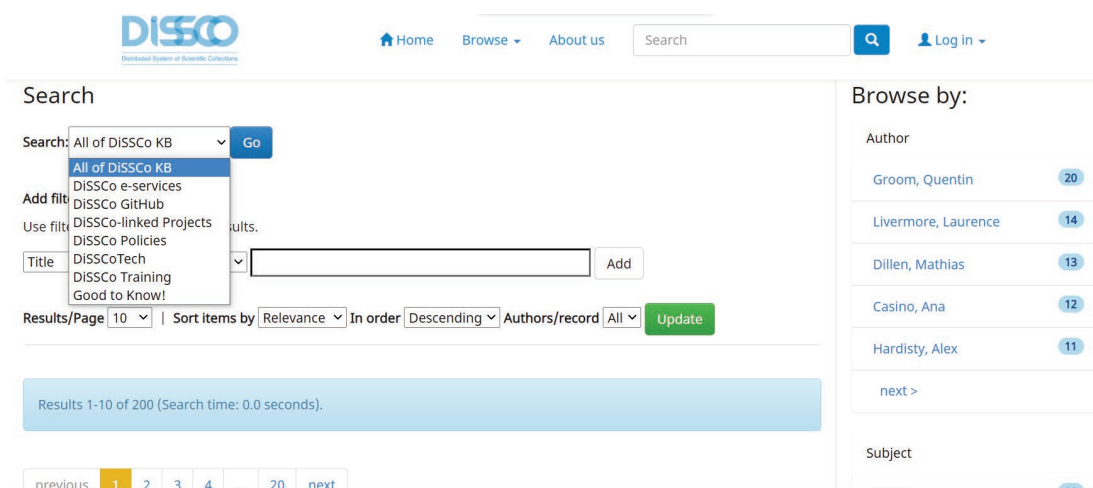 DiSSCo
Distributed System of Scientific Collections
Home Browse About us Search Log in
Search
Search: All of DiSSCo KB Go
All of DiSSCo KB
DiSSCo e-services
DiSSCo GitHub
DiSSCo-linked Projects
DiSSCo Policies
DiSSCoTech
DiSSCo Training
Good to Know!
Add filt
Use filte sults.
Title Add
Results/Page 10 | Sort items by Relevance In order Descending Authors/record All Update
Results 1-10 of 200 (Search time: 0.0 seconds).
previous 1 2 3 4 ... 20 next
Browse by:
Author
Groom, Quentin 20
Livermore, Laurence 14
Dillen, Mathias 13
Casino, Ana 12
Hardisty, Alex 11
next >
Subject